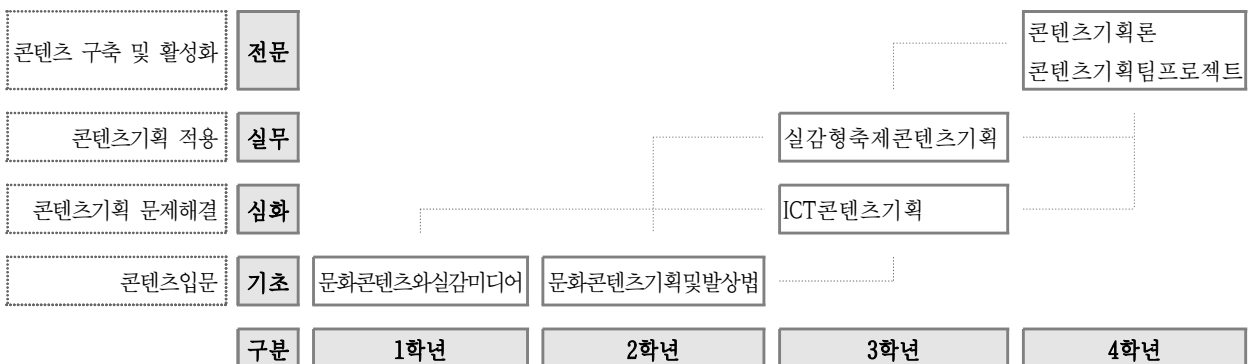 콘텐츠 구축 및 활성화 전문 콘텐츠기획론
콘텐츠기획팀프로젝트
콘텐츠기획 적용 실무 실감형축제콘텐츠기획
콘텐츠기획 문제해결 심화 ICT콘텐츠기획
콘텐츠입문 기초 문화콘텐츠와실감미디어 문화콘텐츠기획및발상법
구분 1학년 2학년 3학년 4학년